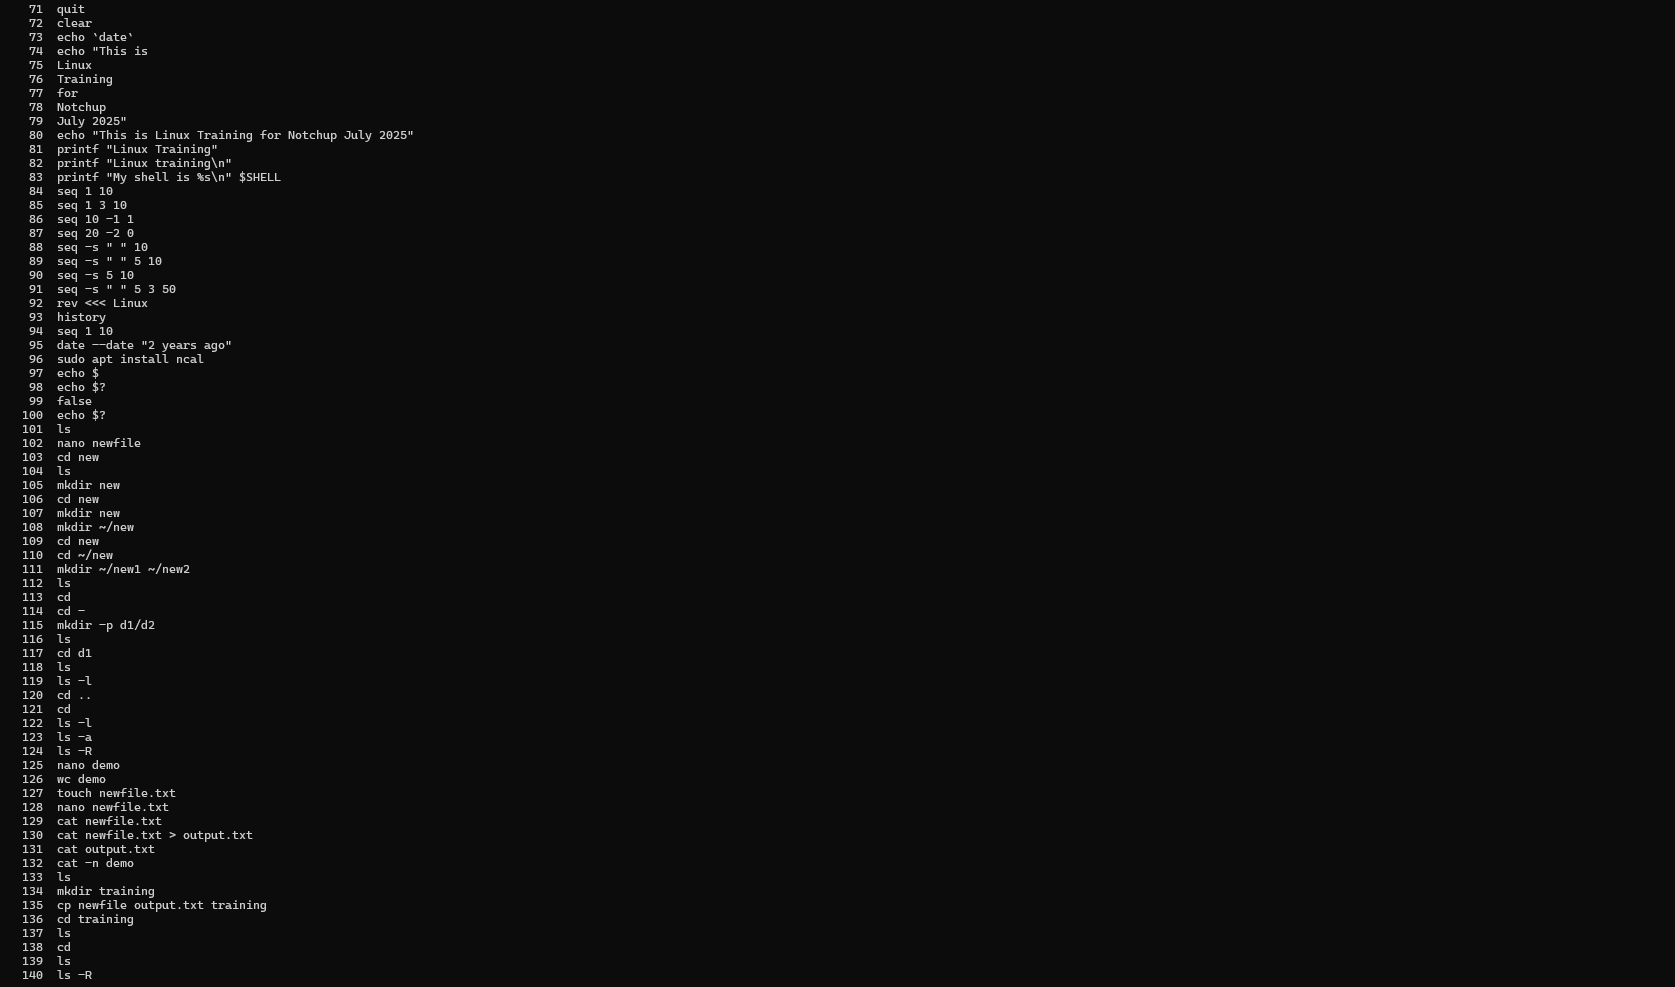 71 quit
72 clear
73 echo `date`
74 echo "This is
75 Linux
76 Training
77 for
78 Notchup
79 July 2025"
80 echo "This is Linux Training for Notchup July 2025"
81 printf "Linux Training"
82 printf "Linux training\n"
83 printf "My shell is %s\n" $SHELL
84 seq 1 10
85 seq 1 3 10
86 seq 10 -1 1
87 seq 20 -2 0
88 seq -s " " 10
89 seq -s " " 5 10
90 seq -s 5 10
91 seq -s " " 5 3 50
92 rev <<< Linux
93 history
94 seq 1 10
95 date --date "2 years ago"
96 sudo apt install ncal
97 echo $
98 echo $?
99 false
100 echo $?
101 ls
102 nano newfile
103 cd new
104 ls
105 mkdir new
106 cd new
107 mkdir new
108 mkdir ~/new
109 cd new
110 cd ~/new
111 mkdir ~/new1 ~/new2
112 ls
113 cd
114 cd -
115 mkdir -p d1/d2
116 ls
117 cd d1
118 ls
119 ls -l
120 cd ..
121 cd
122 ls -l
123 ls -a
124 ls -R
125 nano demo
126 wc demo
127 touch newfile.txt
128 nano newfile.txt
129 cat newfile.txt
130 cat newfile.txt > output.txt
131 cat output.txt
132 cat -n demo
133 ls
134 mkdir training
135 cp newfile output.txt training
136 cd training
137 ls
138 cd
139 ls
140 ls -R